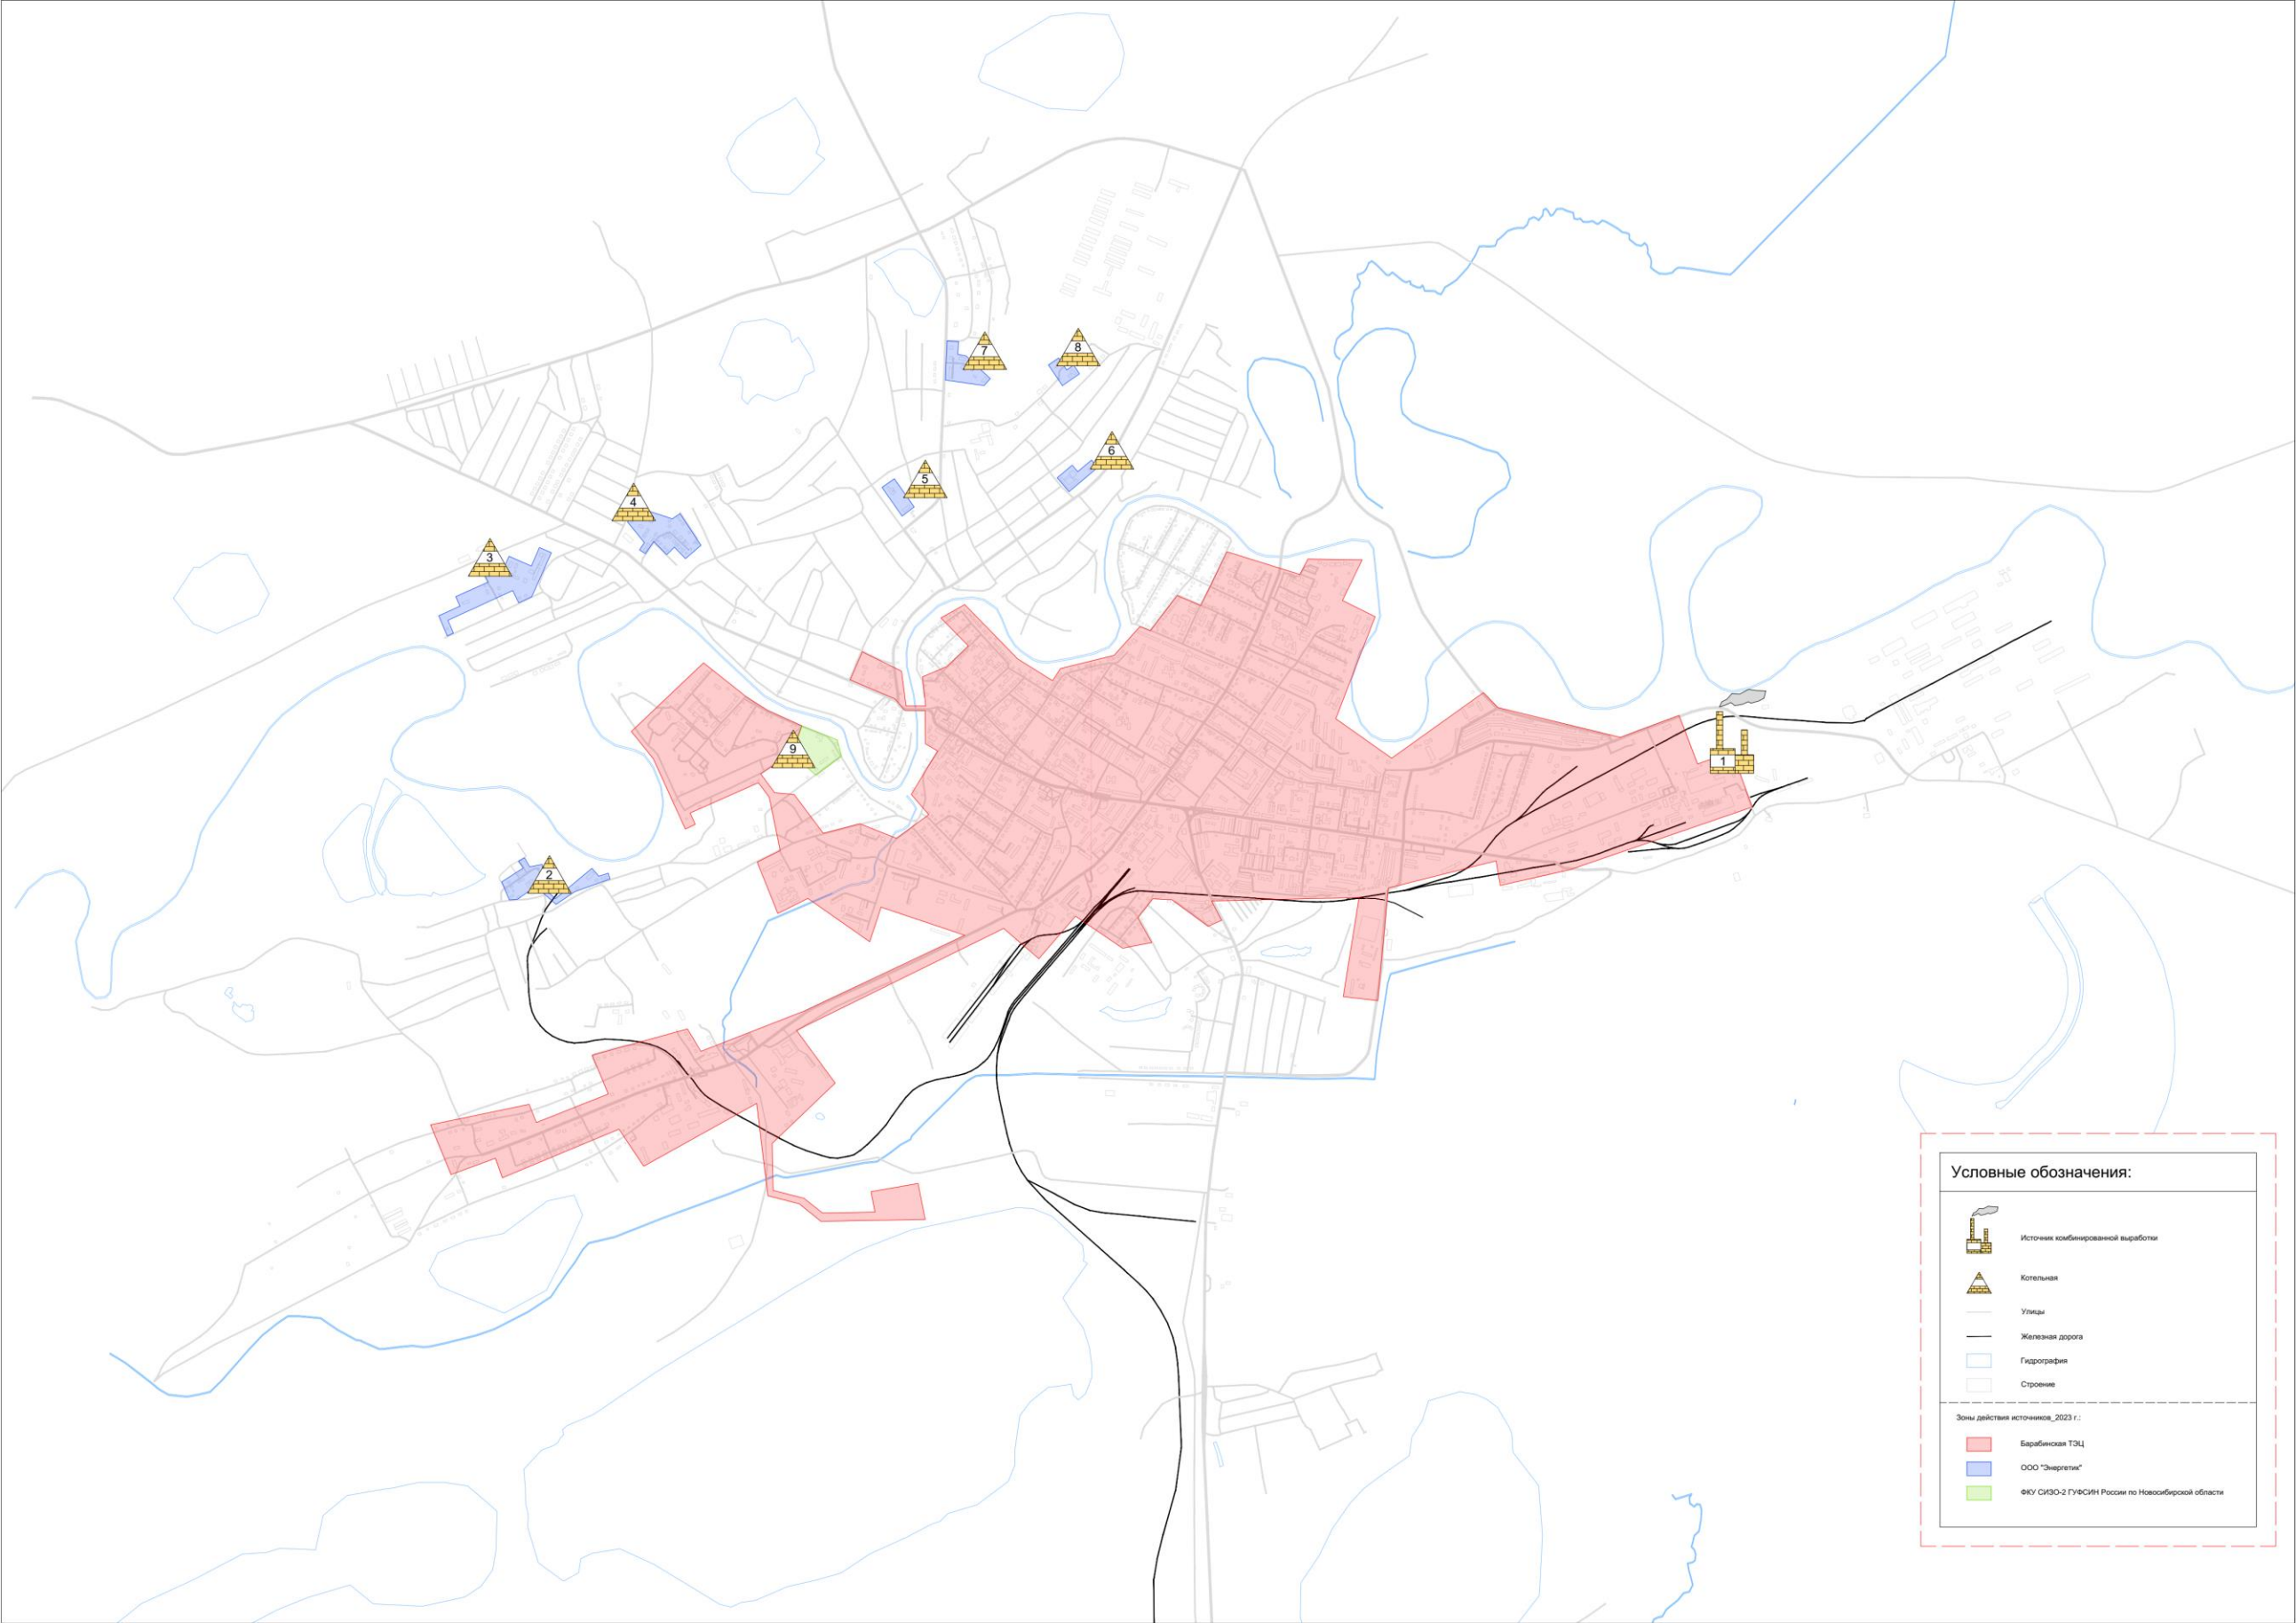 7
8
6
5
4
3
9
1
2
Условные обозначения:
Источник комбинированной выработки
Котельная
Улицы
Железная дорога
Гидрография
Строение
Зоны действия источников_2023 г.:
Барабинская ТЭЦ
ООО "Энергетик"
ФКУ СИЗО-2 ГУФСИН России по Новосибирской области